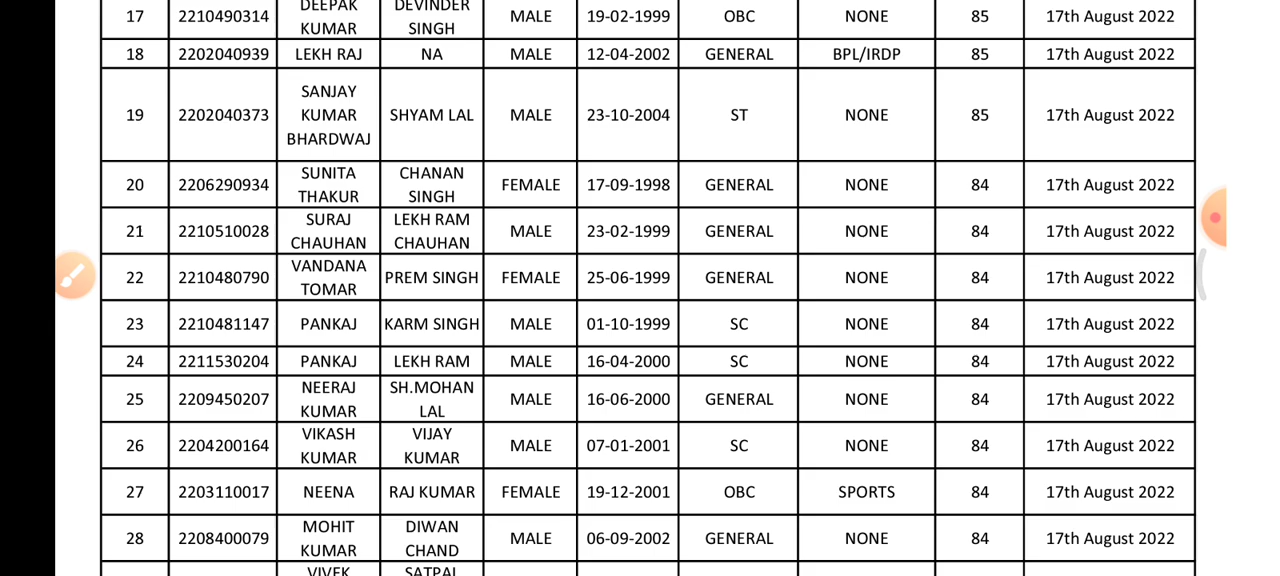 17 2210490314 DEEPAK KUMAR DEVINDER SINGH MALE 19-02-1999 OBC NONE 85 17th August 2022
18 2202040939 LEKH RAJ NA MALE 12-04-2002 GENERAL BPL/IRDP 85 17th August 2022
19 2202040373 SANJAY KUMAR BHARDWAJ SHYAM LAL MALE 23-10-2004 ST NONE 85 17th August 2022
20 2206290934 SUNITA THAKUR CHANAN SINGH FEMALE 17-09-1998 GENERAL NONE 84 17th August 2022
21 2210510028 SURAJ CHAUHAN LEKH RAM CHAUHAN MALE 23-02-1999 GENERAL NONE 84 17th August 2022
22 2210480790 VANDANA TOMAR PREM SINGH FEMALE 25-06-1999 GENERAL NONE 84 17th August 2022
23 2210481147 PANKAJ KARM SINGH MALE 01-10-1999 SC NONE 84 17th August 2022
24 2211530204 PANKAJ LEKH RAM MALE 16-04-2000 SC NONE 84 17th August 2022
25 2209450207 NEERAJ KUMAR SH.MOHAN LAL MALE 16-06-2000 GENERAL NONE 84 17th August 2022
26 2204200164 VIKASH KUMAR VIJAY KUMAR MALE 07-01-2001 SC NONE 84 17th August 2022
27 2203110017 NEENA RAJ KUMAR FEMALE 19-12-2001 OBC SPORTS 84 17th August 2022
28 2208400079 MOHIT KUMAR DIWAN CHAND MALE 06-09-2002 GENERAL NONE 84 17th August 2022
VIVEK SATPAL